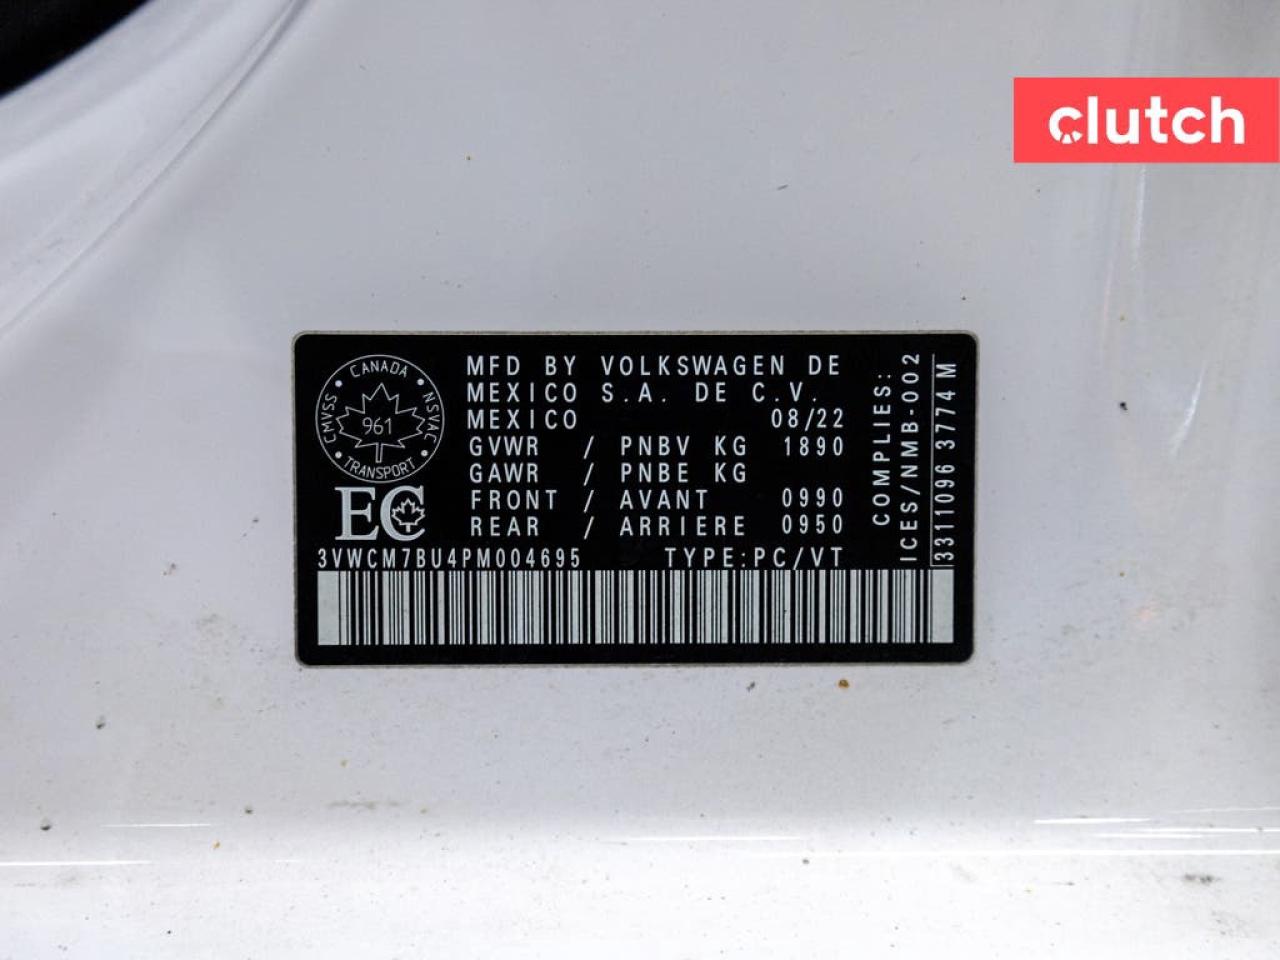 clutch
CANADA
CMVSS
NSVAC
TRANSPORT
961
EC
MFD BY VOLKSWAGEN DE
MEXICO S.A. DE C.V.
MEXICO 08/22
GVWR / PNBV KG 1890
GAWR / PNBE KG
FRONT / AVANT 0990
REAR / ARRIERE 0950
3VWCM7BU4PM004695 TYPE:PC/VT
COMPLIES:
ICES/NMB-002
3311096 3774 M